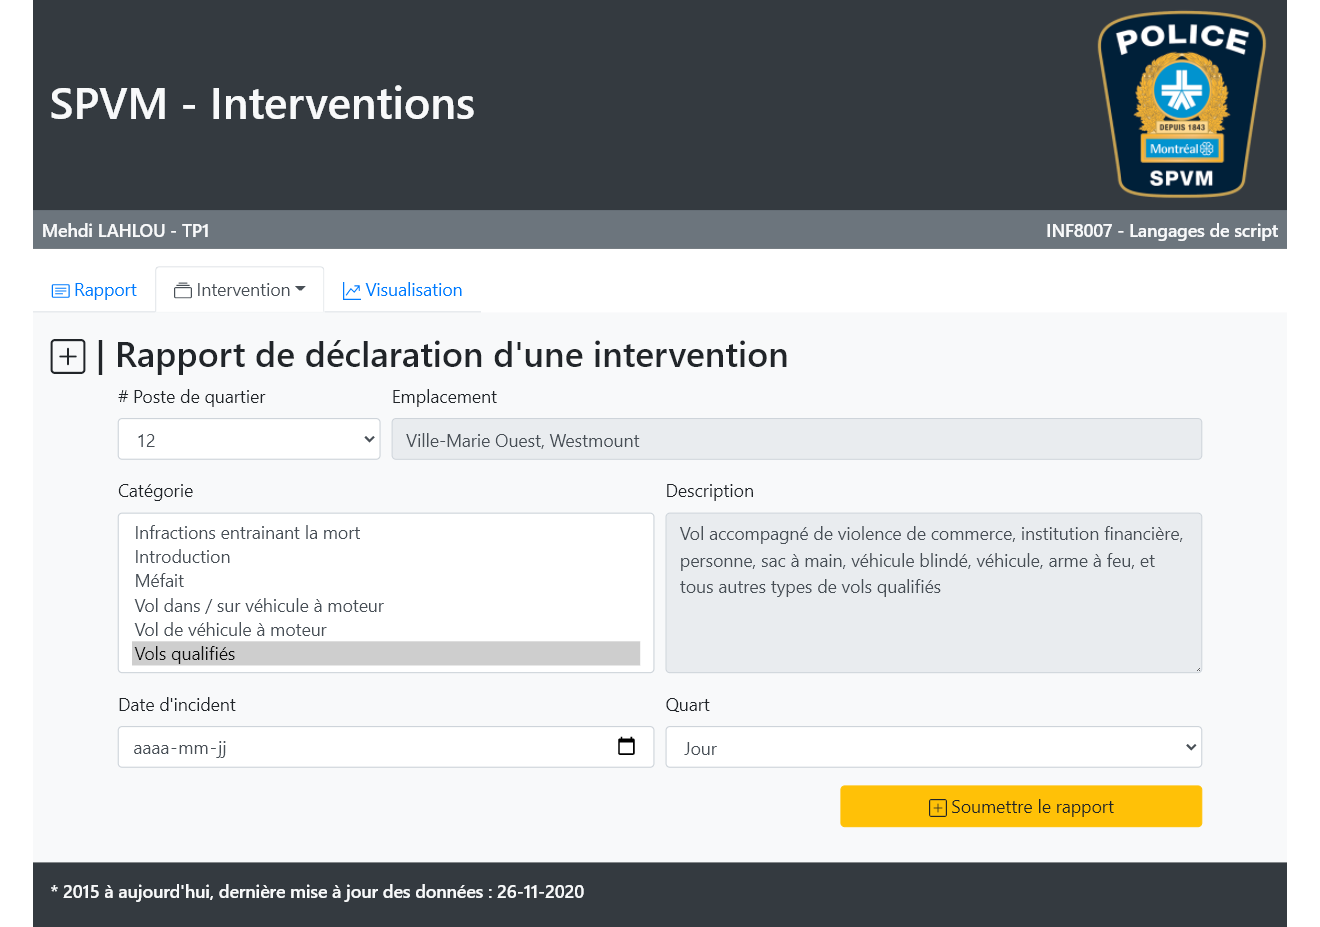 POLICE
SPVM - Interventions
DEPUIS 1843
Montréal
SPVM
Mehdi LAHLOU - TP1
INF8007 - Langages de script
Rapport
Intervention
Visualisation
| Rapport de déclaration d'une intervention
# Poste de quartier
Emplacement
12
Ville-Marie Ouest, Westmount
Catégorie
Description
Infractions entrainant la mort
Introduction
Méfait
Vol dans / sur véhicule à moteur
Vol de véhicule à moteur
Vols qualifiés
Vol accompagné de violence de commerce, institution financière,
personne, sac à main, véhicule blindé, véhicule, arme à feu, et
tous autres types de vols qualifiés
Date d'incident
Quart
aaaa-mm-jj
Jour
Soumettre le rapport
* 2015 à aujourd'hui, dernière mise à jour des données : 26-11-2020